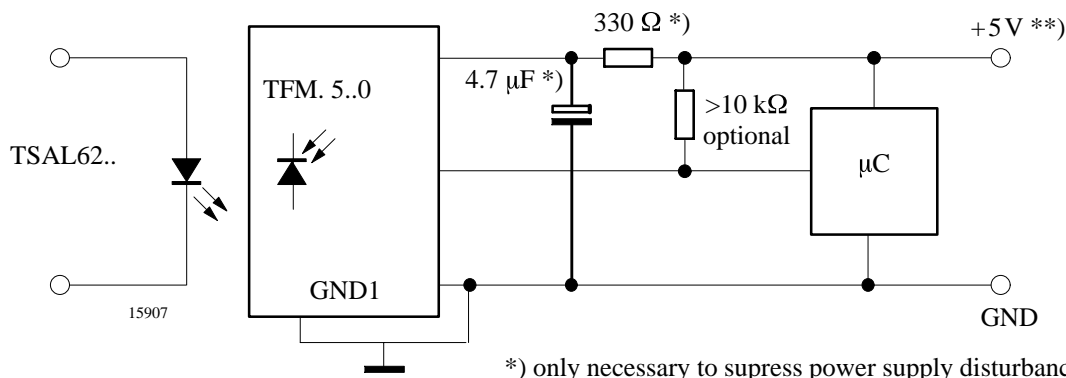 330 Ω *)
+5V **)
4.7 µF *)
TFM. 5..0
>10 kΩ
optional
TSAL62..
µC
GND1
15907
GND
*) only necessary to supress power supply disturbanc